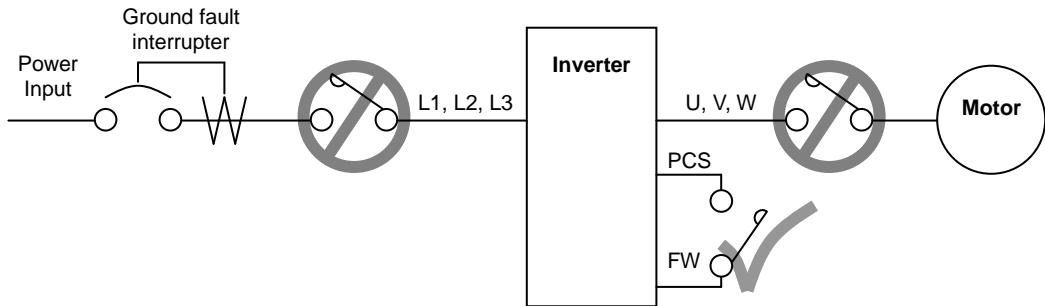 Ground fault
interrupter
Power
Input
L1, L2, L3
Inverter
U, V, W
Motor
PCS
FW